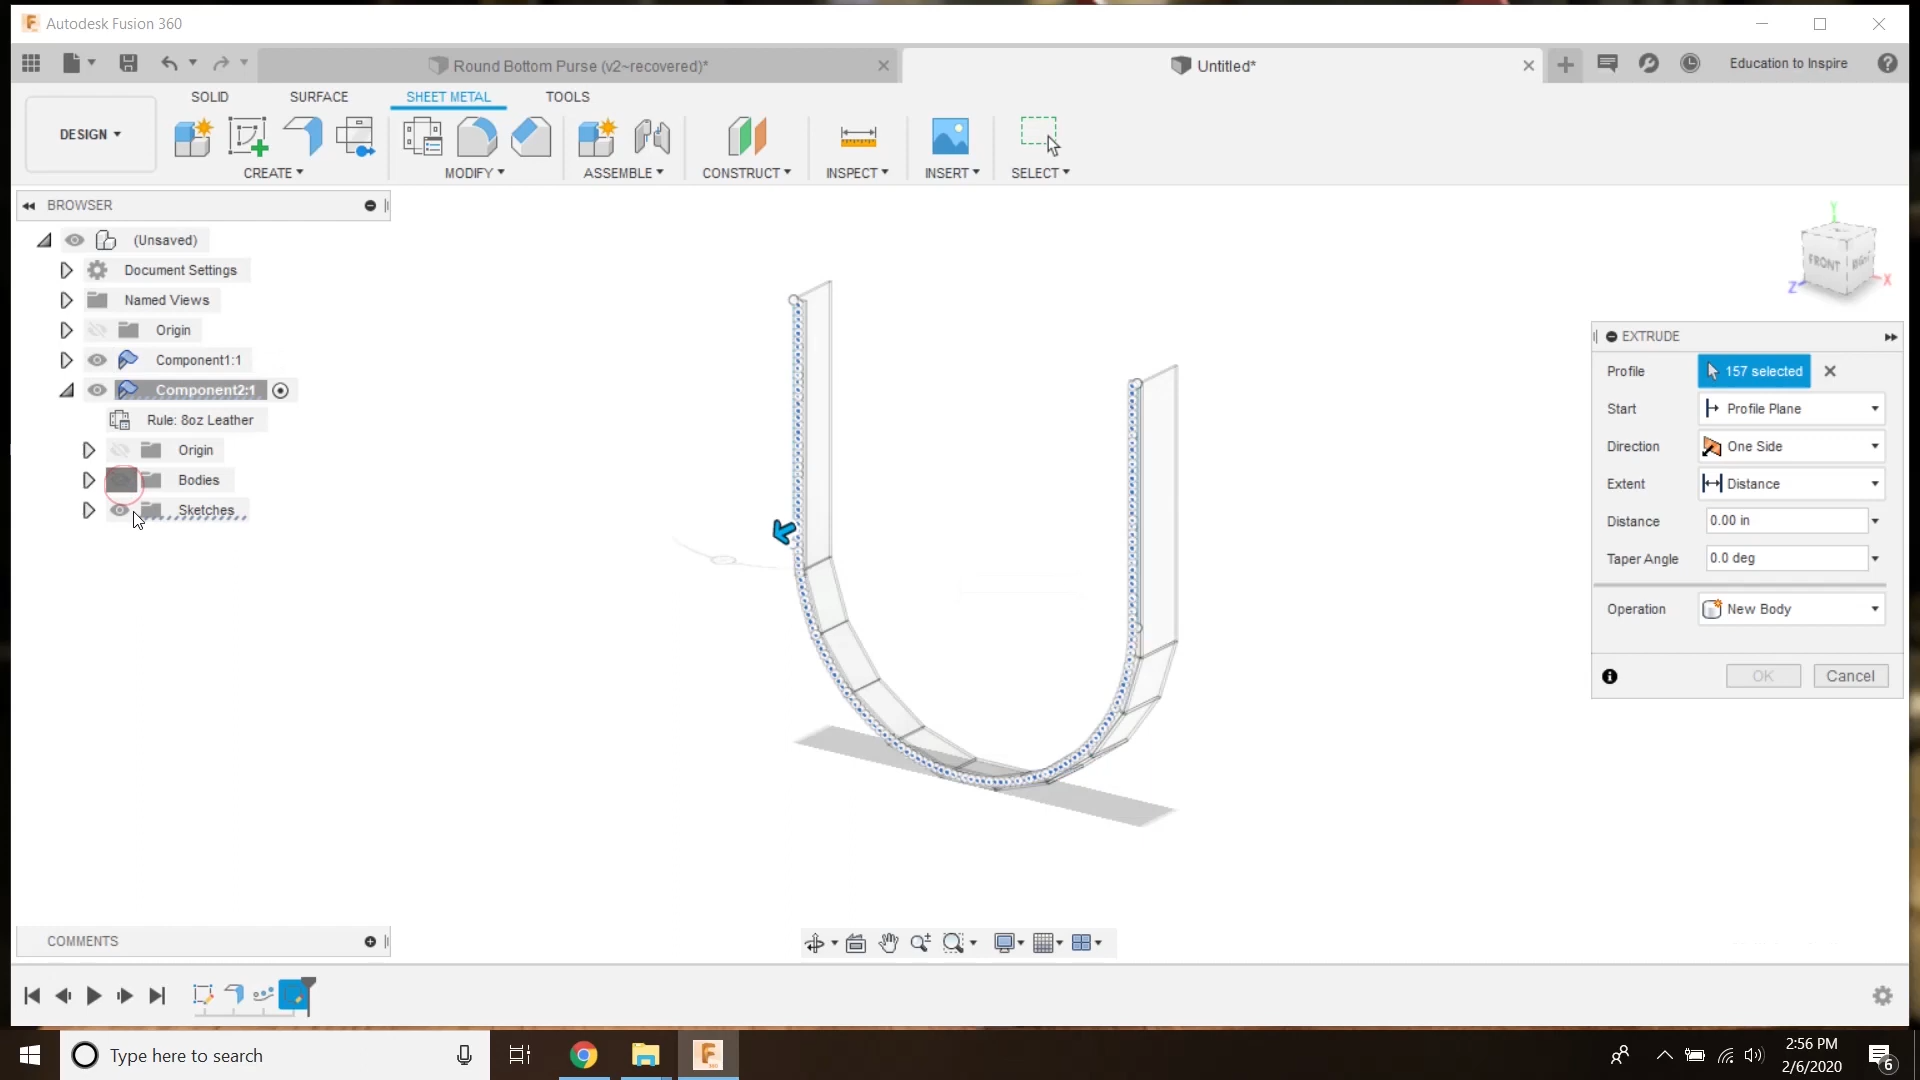 Autodesk Fusion 360
Round Bottom Purse (v2~recovered)*
Untitled*
Education to Inspire
DESIGN
SOLID
SURFACE
SHEET METAL
TOOLS
CREATE
MODIFY
ASSEMBLE
CONSTRUCT
INSPECT
INSERT
SELECT
BROWSER
(Unsaved)
Document Settings
Named Views
Origin
Component1:1
Component2:1
Rule: 8oz Leather
Origin
Bodies
Sketches
Y
FRONT
RIGHT
Z
X
EXTRUDE
Profile
157 selected
Start
Profile Plane
Direction
One Side
Extent
Distance
Distance
0.00 in
Taper Angle
0.0 deg
Operation
New Body
OK
Cancel
COMMENTS
Type here to search
2:56 PM
2/6/2020
6